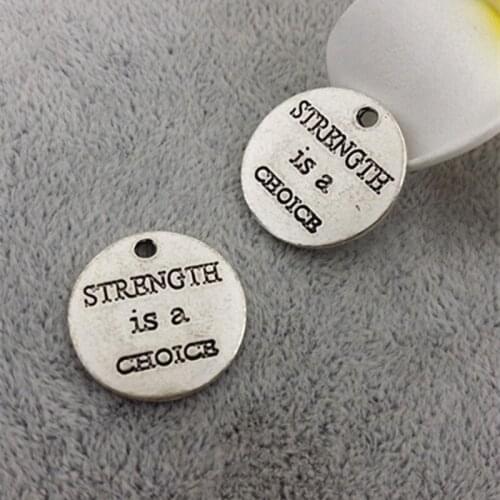 STRENGTH
is a
CHOICE
STRENGTH
is a
CHOICE